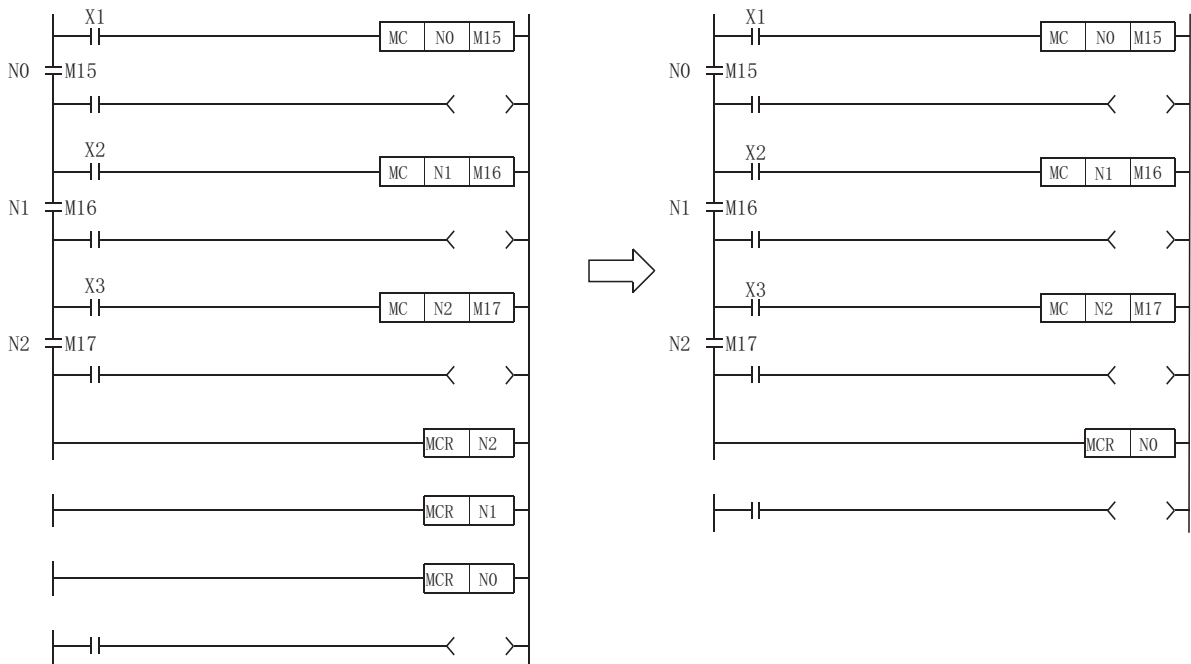 X1
MC N0 M15
N0 M15
X2
MC N1 M16
N1 M16
X3
MC N2 M17
N2 M17
MCR N2
MCR N1
MCR N0
X1
MC N0 M15
N0 M15
X2
MC N1 M16
N1 M16
X3
MC N2 M17
N2 M17
MCR N0